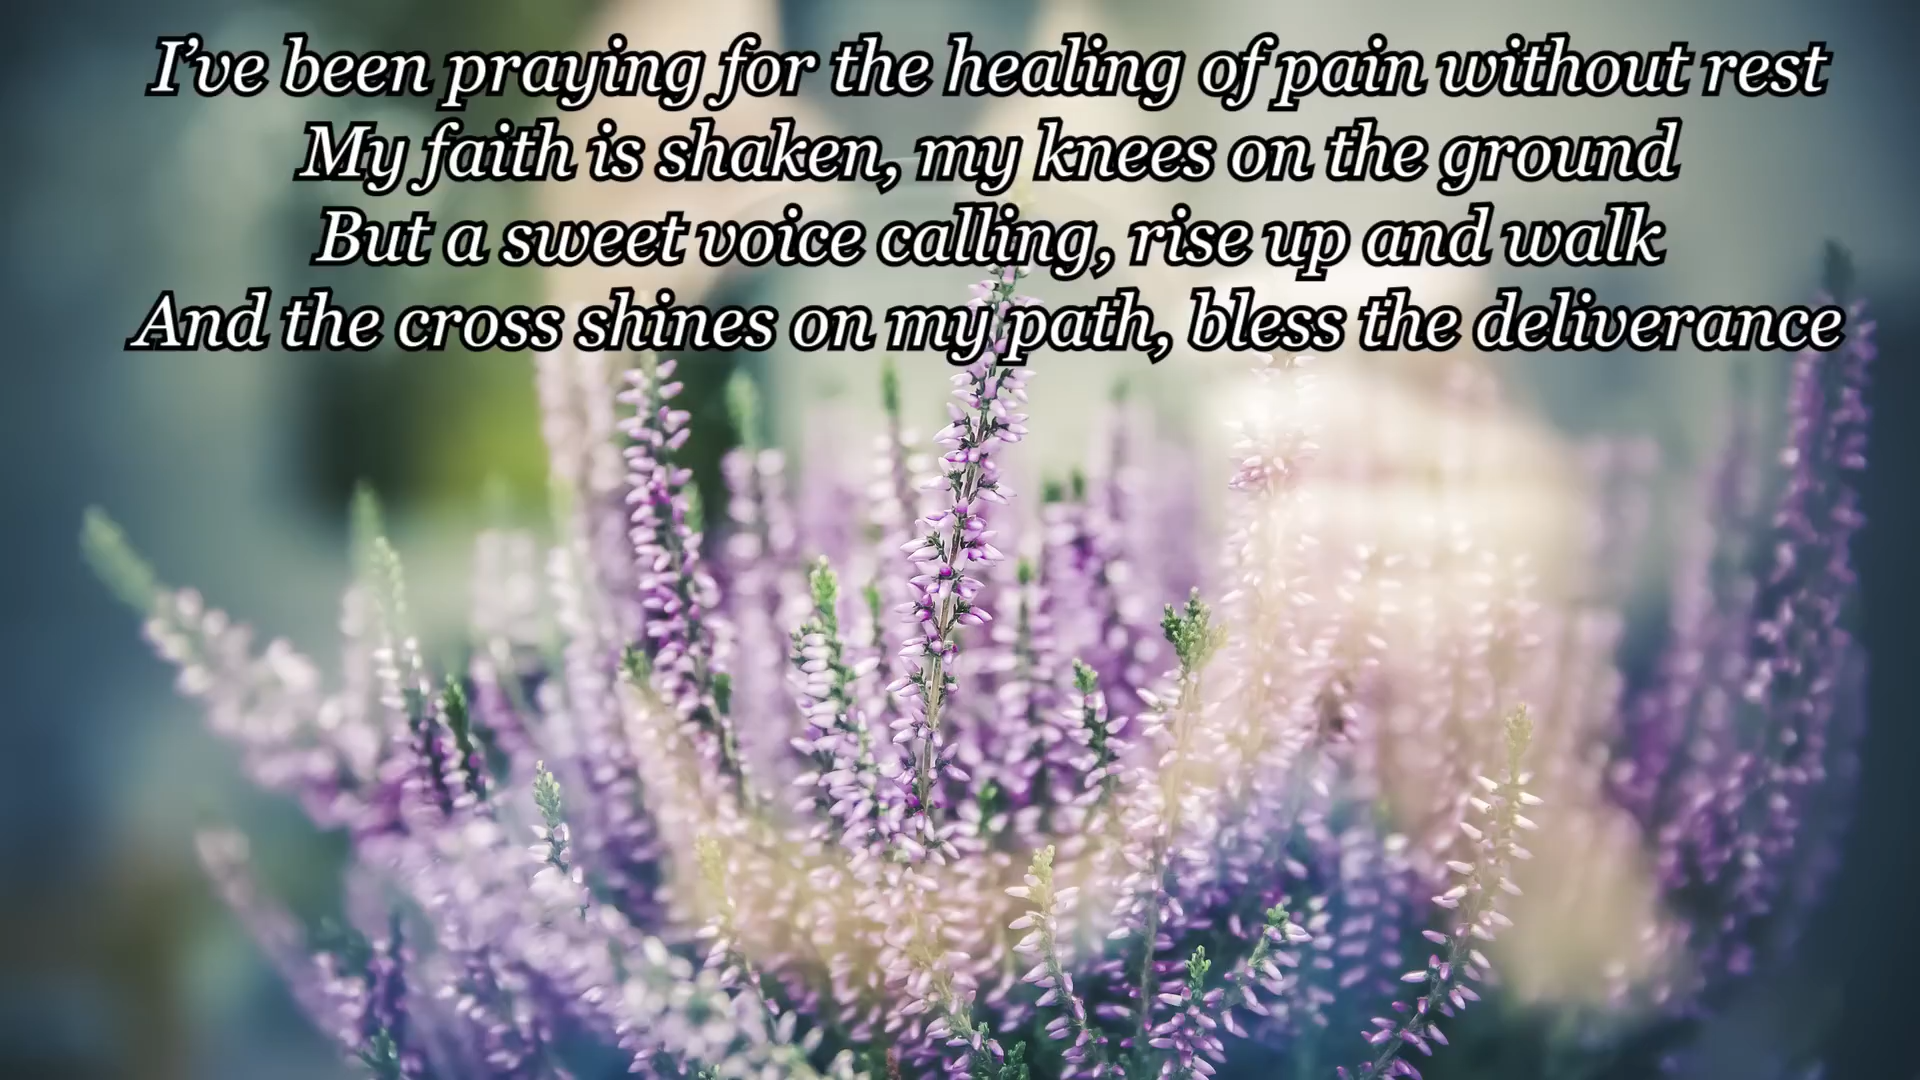 I’ve been praying for the healing of pain without rest
My faith is shaken, my knees on the ground
But a sweet voice calling, rise up and walk
And the cross shines on my path, bless the deliverance